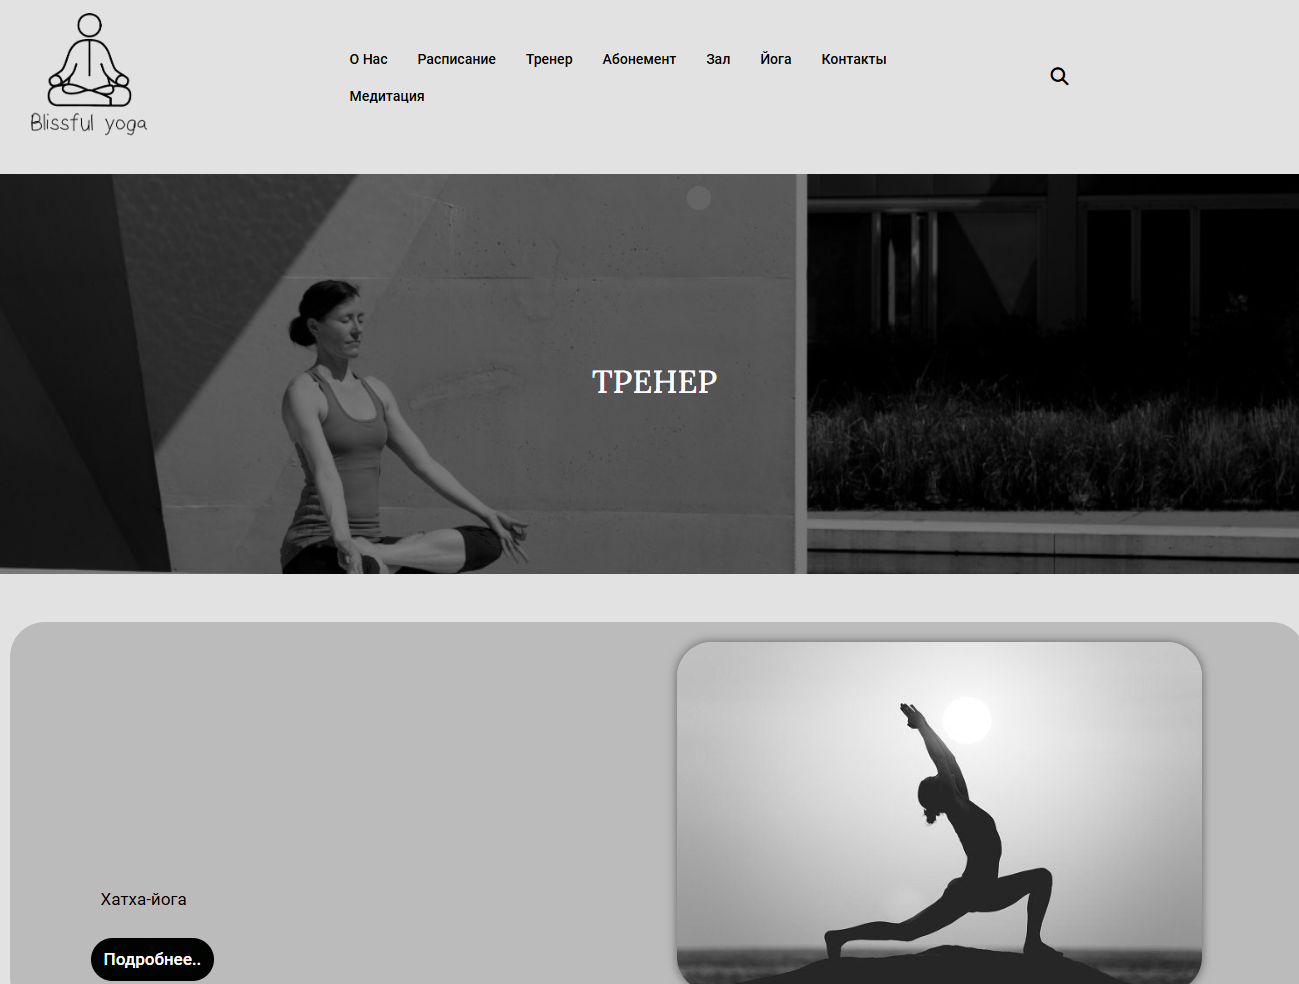 Blissful yoga
О Нас Расписание Тренер Абонемент Зал Йога Контакты
Медитация
ТРЕНЕР
Хатха-йога
Подробнее..